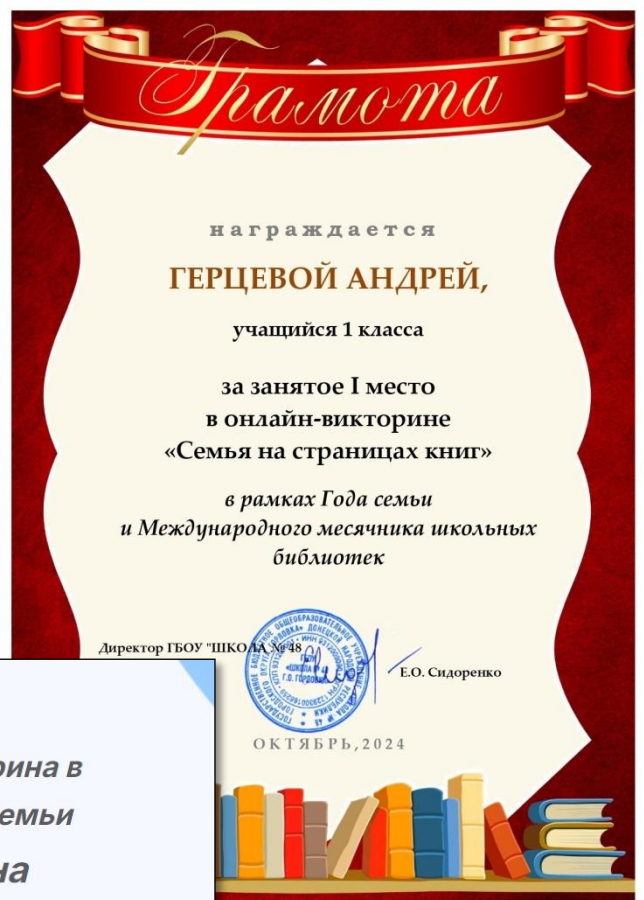 Грамота
награждается
ГЕРЦЕВОЙ АНДРЕЙ,
учащийся 1 класса
за занятое I место
в онлайн-викторине
«Семья на страницах книг»
в рамках Года семьи
и Международного месячника школьных
библиотек
Директор ГБОУ "ШКОЛА № 48
Е.О. Сидоренко
ОКТЯБРЬ,2024
рина в
емьи
на